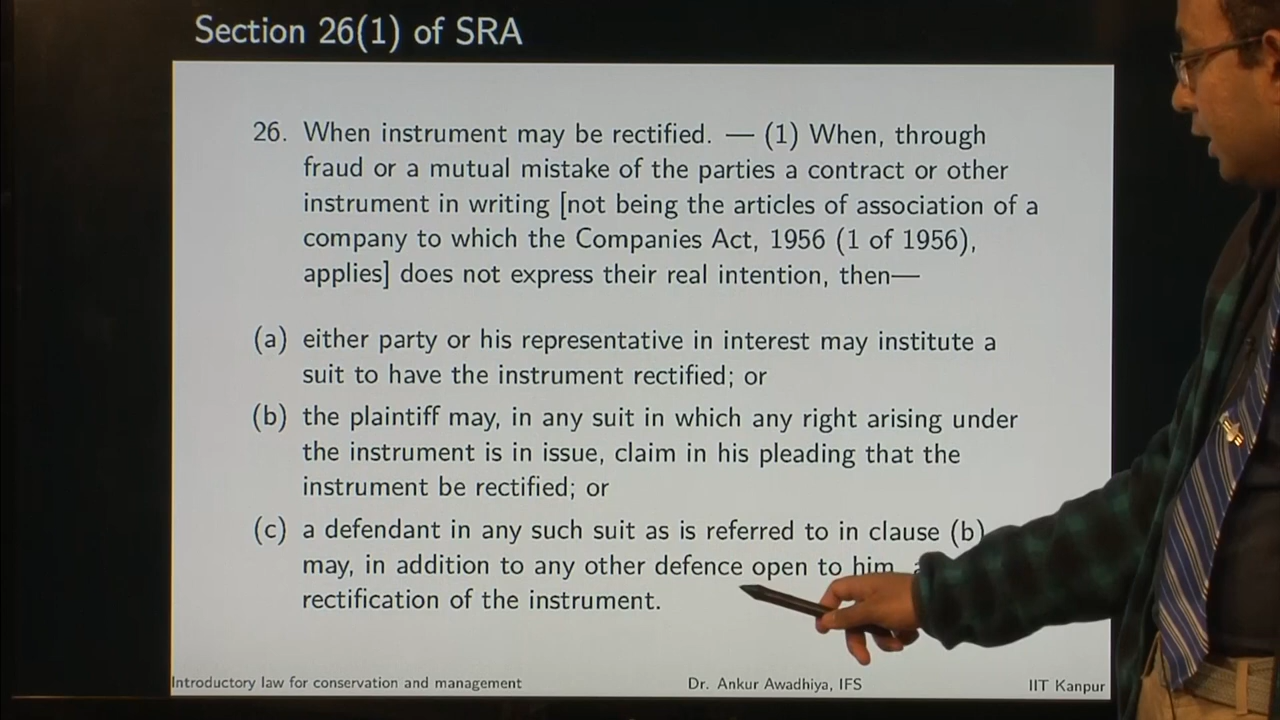 Section 26(1) of SRA
26. When instrument may be rectified. — (1) When, through
fraud or a mutual mistake of the parties a contract or other
instrument in writing [not being the articles of association of a
company to which the Companies Act, 1956 (1 of 1956),
applies] does not express their real intention, then—
(a) either party or his representative in interest may institute a
suit to have the instrument rectified; or
(b) the plaintiff may, in any suit in which any right arising under
the instrument is in issue, claim in his pleading that the
instrument be rectified; or
(c) a defendant in any such suit as is referred to in clause (b)
may, in addition to any other defence open to him,
rectification of the instrument.
Introductory law for conservation and management Dr. Ankur Awadhiya, IFS IIT Kanpur